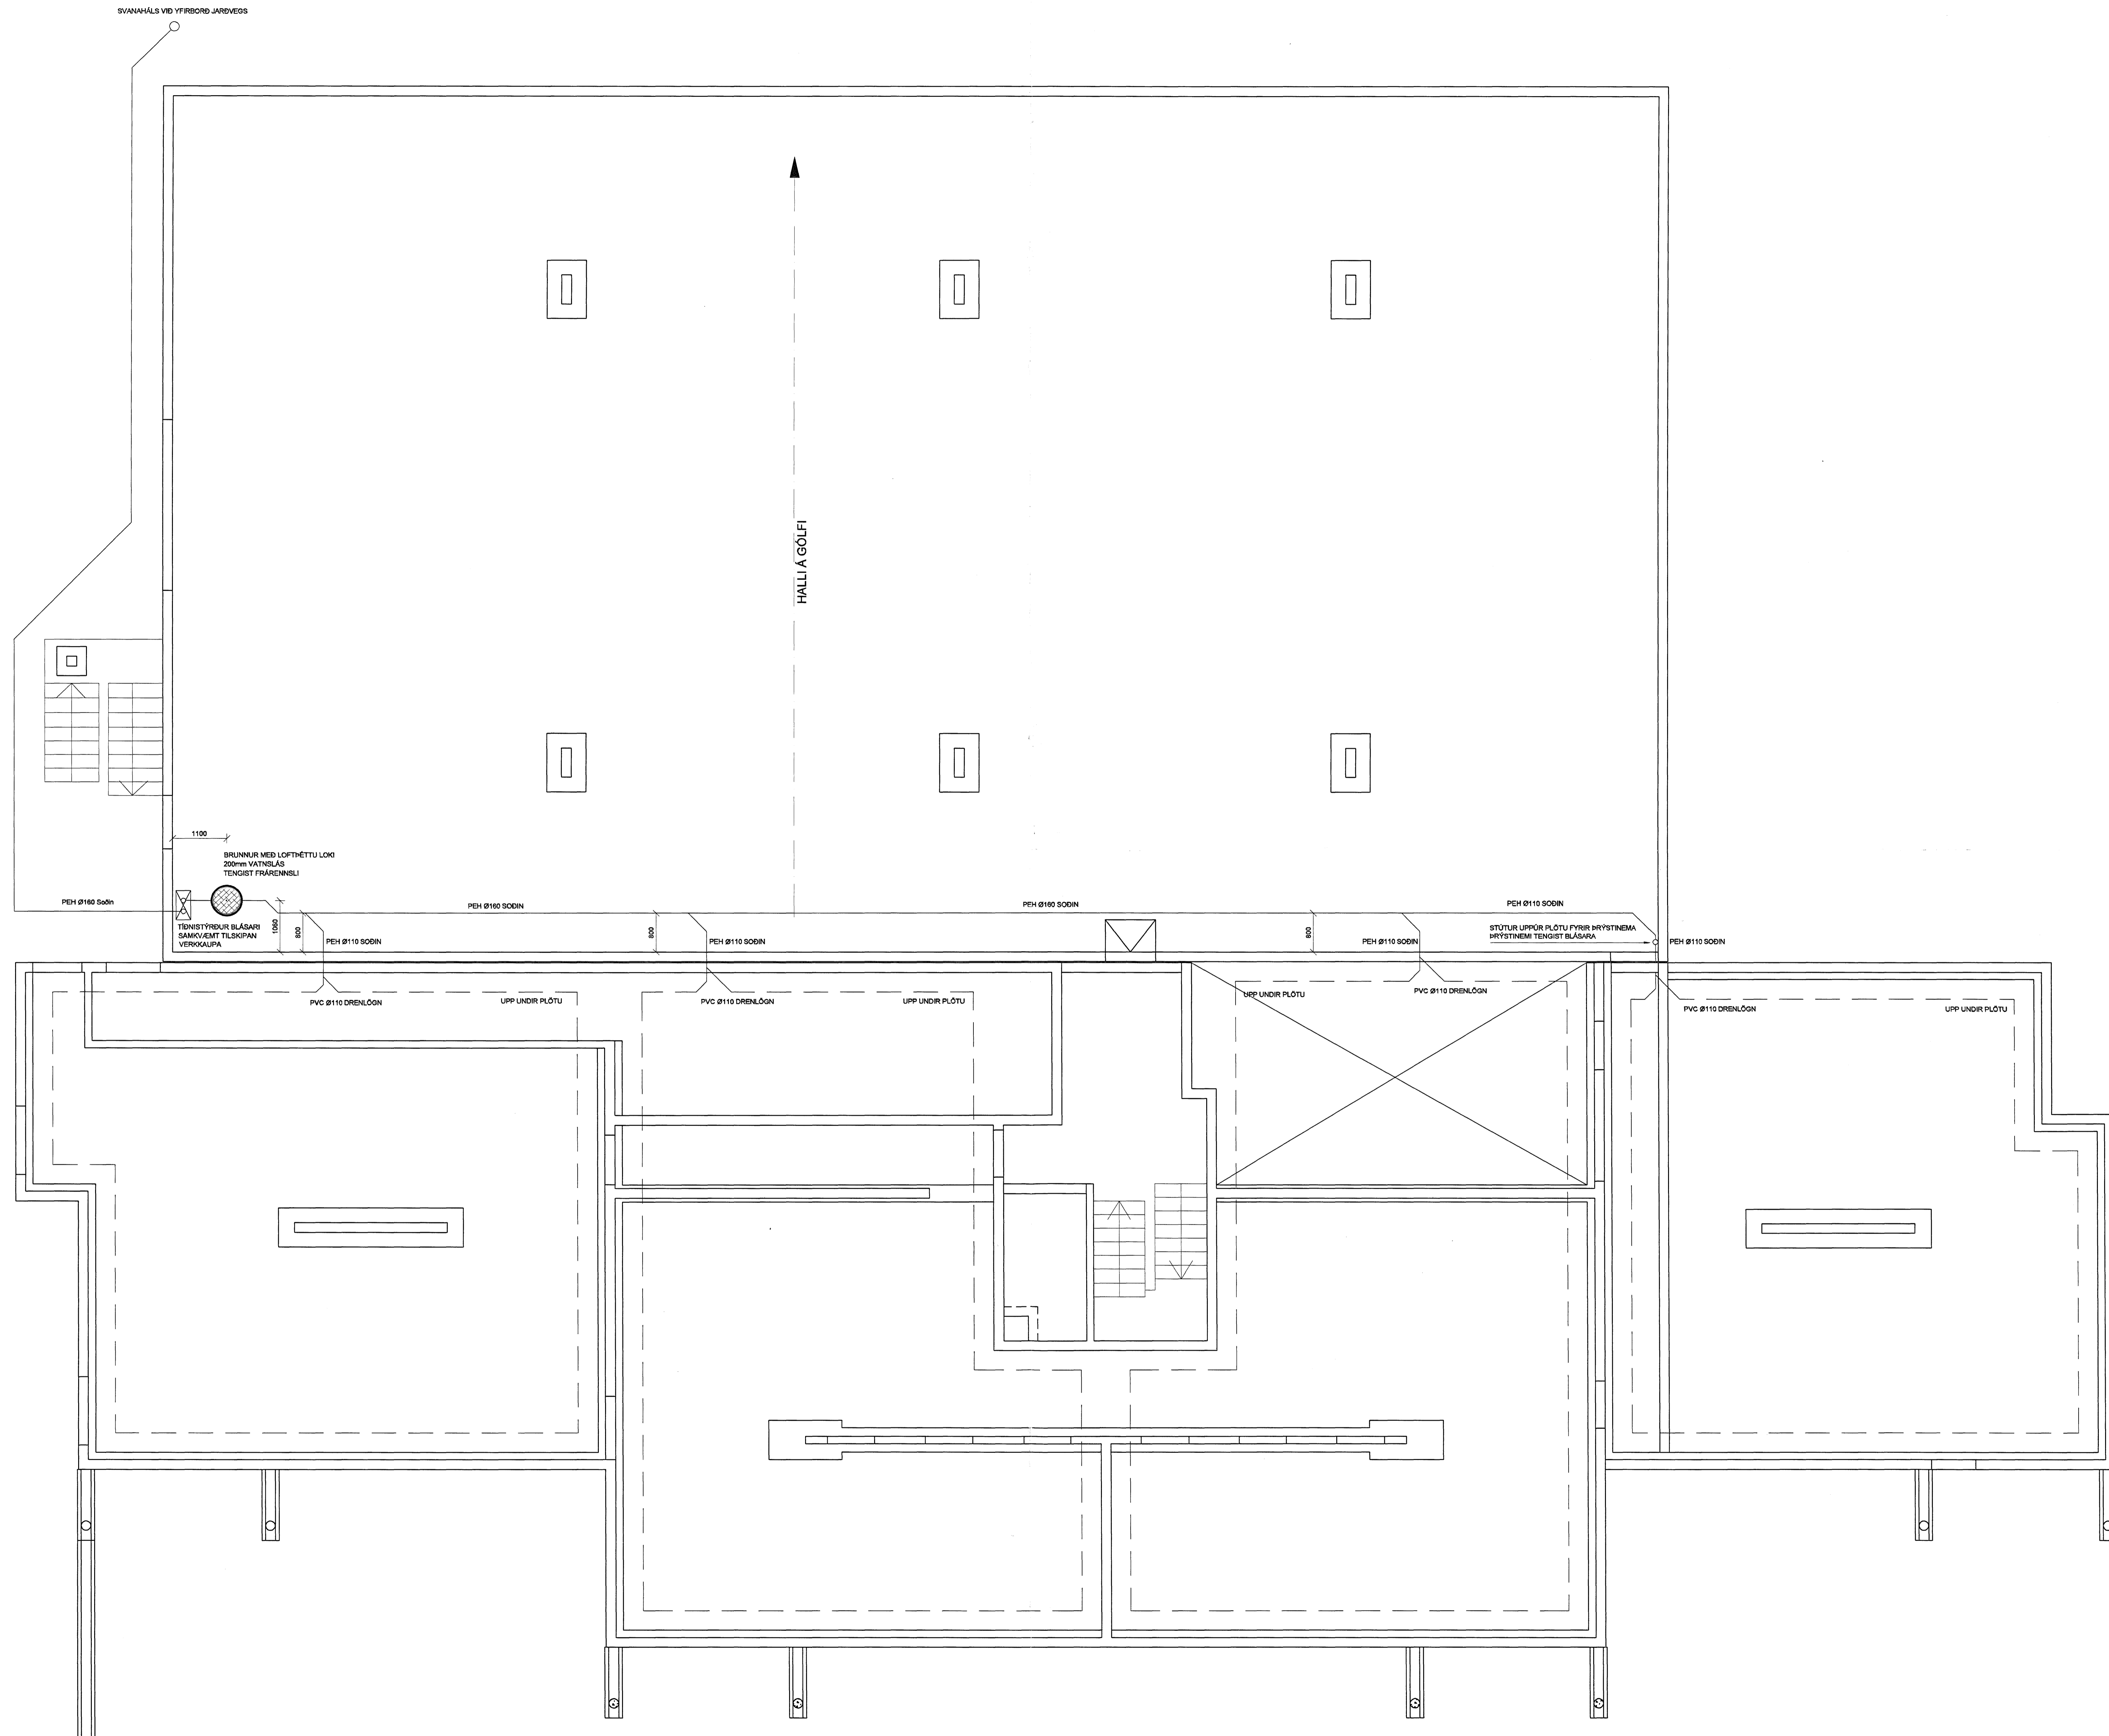 SVANAHÁLS VIÐ YFIRBORÐ JARÐVEGS
HALLI Á GÓLFI
1100
BRUNNUR MEÐ LOFTÞÉTTU LOKI
200mm VATNSLÁS
TENGIST FRÁRENNSLI
PEH Ø160 Soðin
PEH Ø160 SOÐIN
PEH Ø160 SOÐIN
PEH Ø110 SOÐIN
TÍÐNISTÝRÐUR BLÁSARI
SAMKVÆMT TILSKIPAN
VERKKAUPA
1060
800
800
800
PEH Ø110 SOÐIN
PEH Ø110 SOÐIN
PEH Ø110 SOÐIN
STÚTUR UPPÚR PLÖTU FYRIR ÞRÝSTINEMA
ÞRÝSTINEMI TENGIST BLÁSARA
PEH Ø110 SOÐIN
PVC Ø110 DRENLÖGN
UPP UNDIR PLÖTU
PVC Ø110 DRENLÖGN
UPP UNDIR PLÖTU
UPP UNDIR PLÖTU
PVC Ø110 DRENLÖGN
PVC Ø110 DRENLÖGN
UPP UNDIR PLÖTU